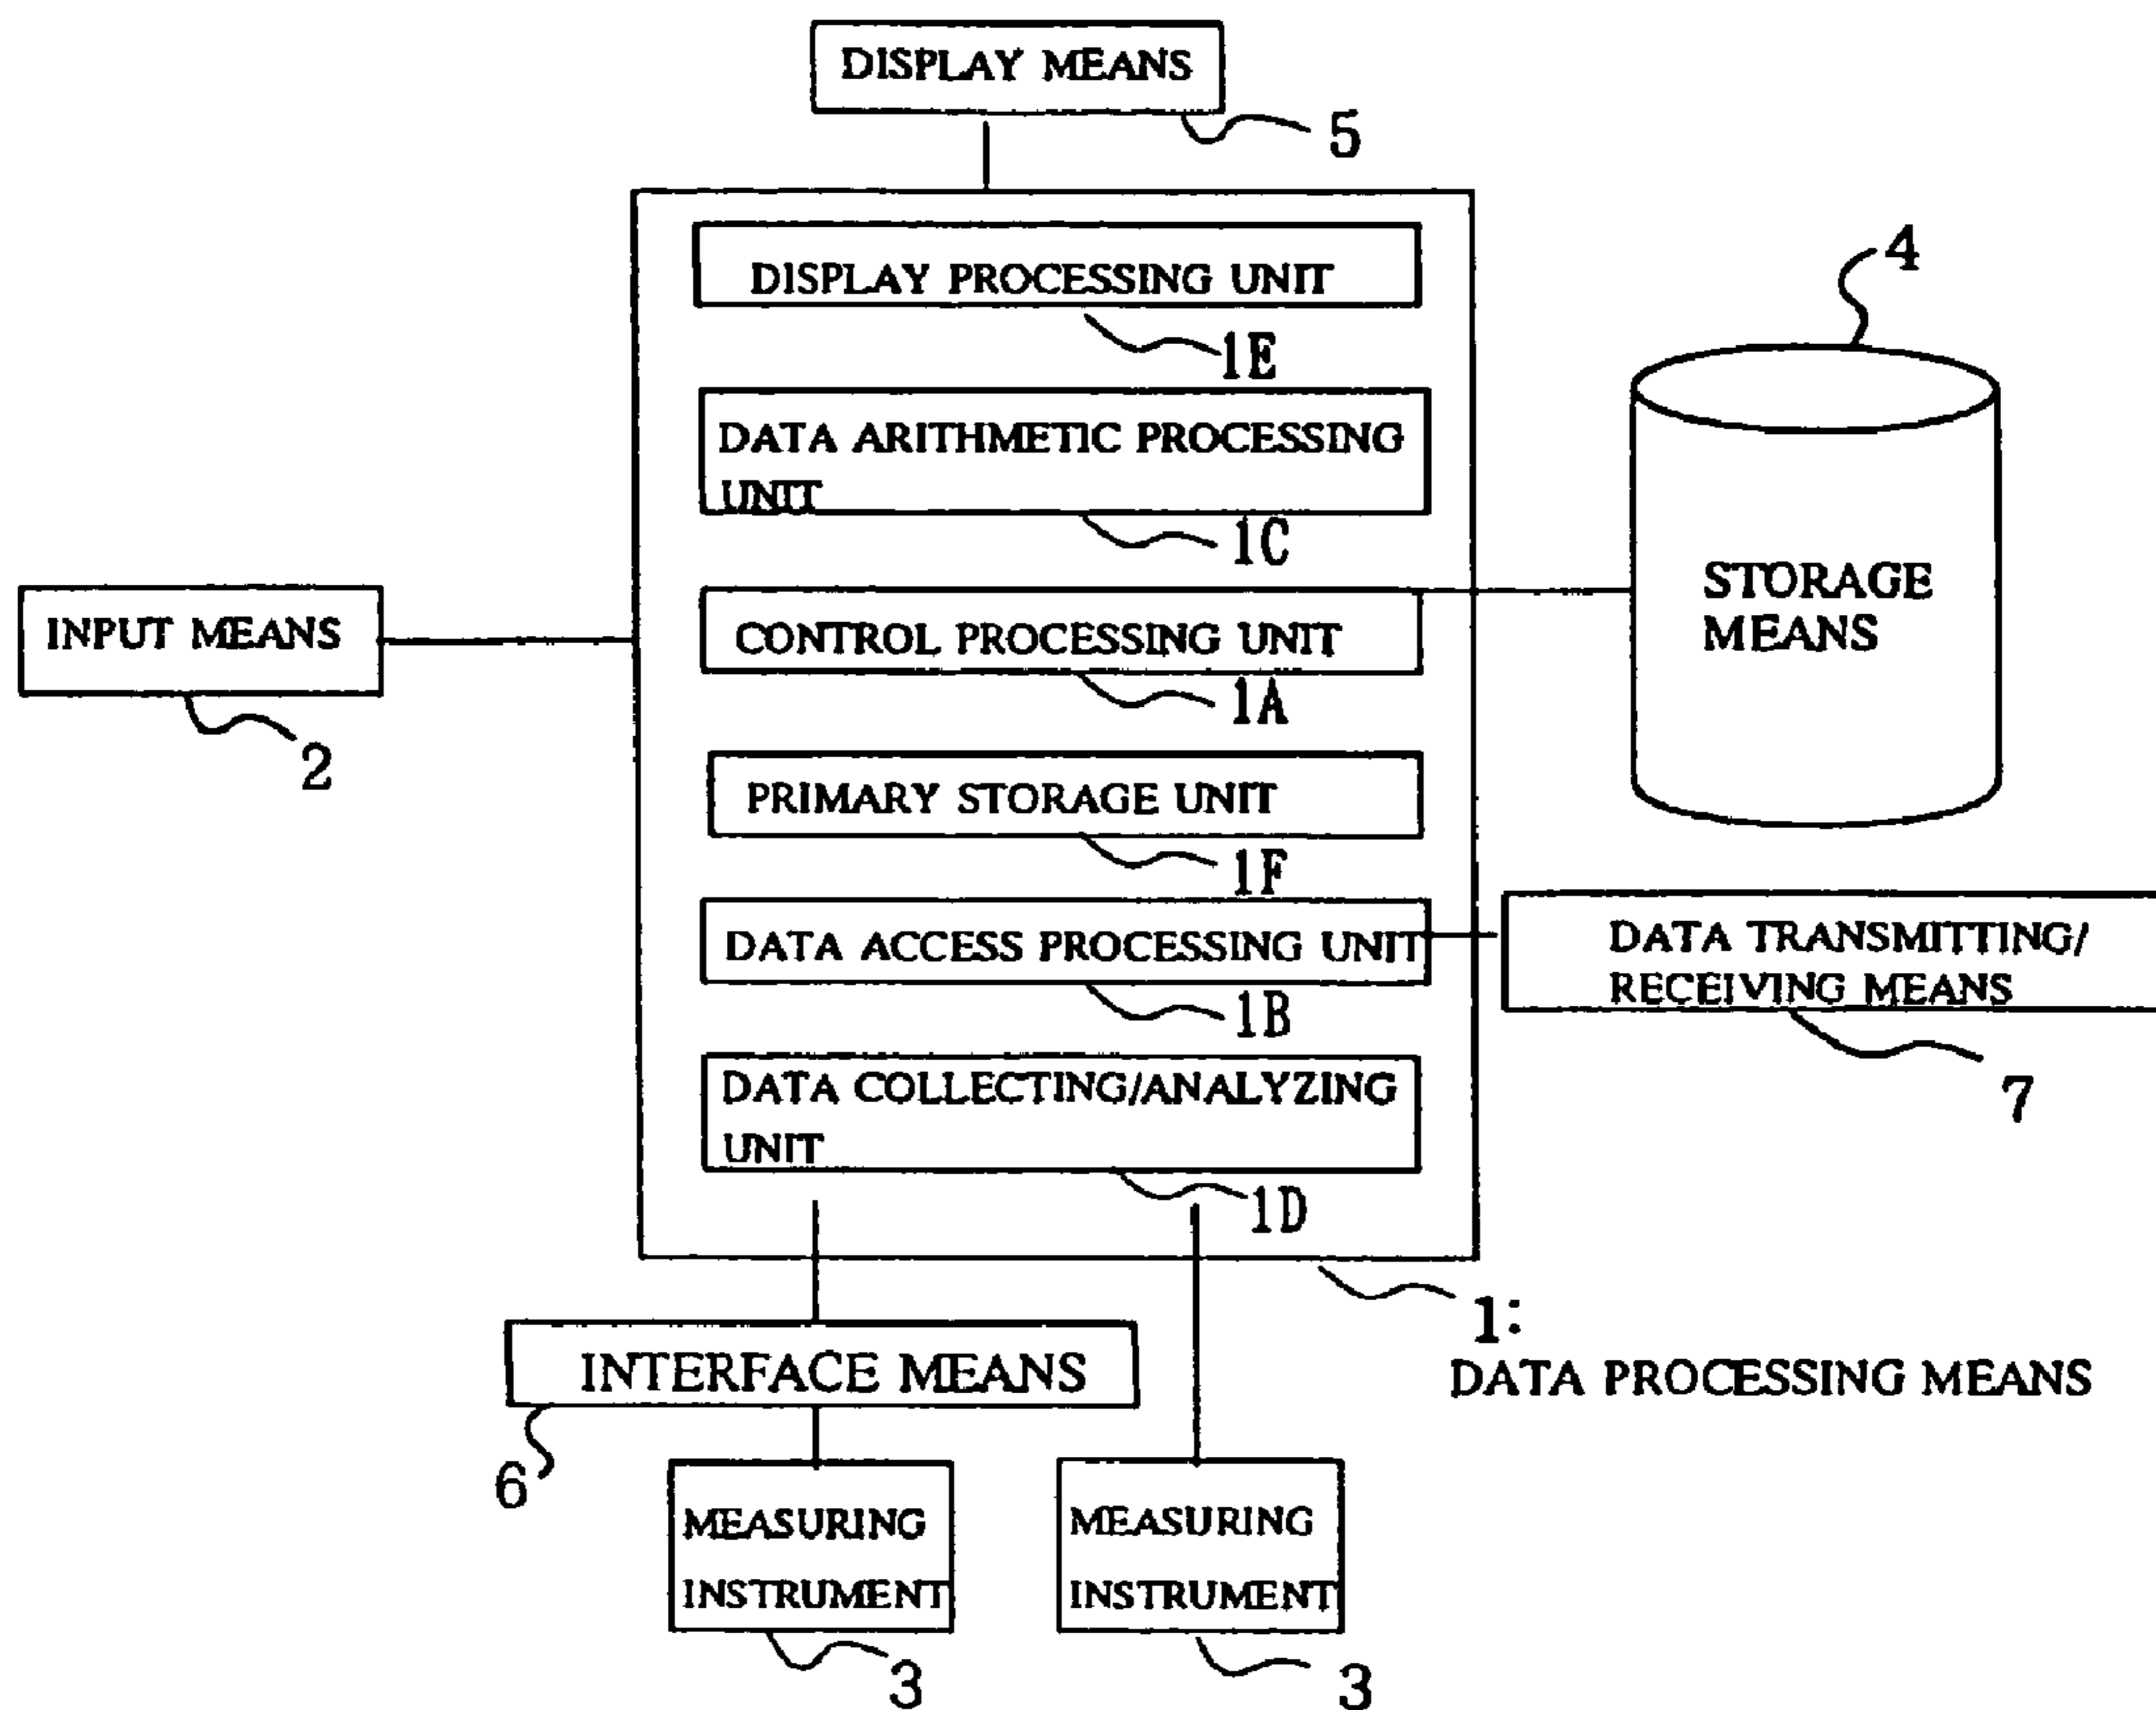 DISPLAY MEANS
5
DISPLAY PROCESSING UNIT
1E
4
DATA ARITHMETIC PROCESSING
UNIT
1C
STORAGE
MEANS
INPUT MEANS
2
CONTROL PROCESSING UNIT
1A
PRIMARY STORAGE UNIT
1F
DATA ACCESS PROCESSING UNIT
1B
DATA TRANSMITTING/
RECEIVING MEANS
7
DATA COLLECTING/ANALYZING
UNIT
1D
1:
DATA PROCESSING MEANS
INTERFACE MEANS
6
MEASURING
INSTRUMENT
3
MEASURING
INSTRUMENT
3